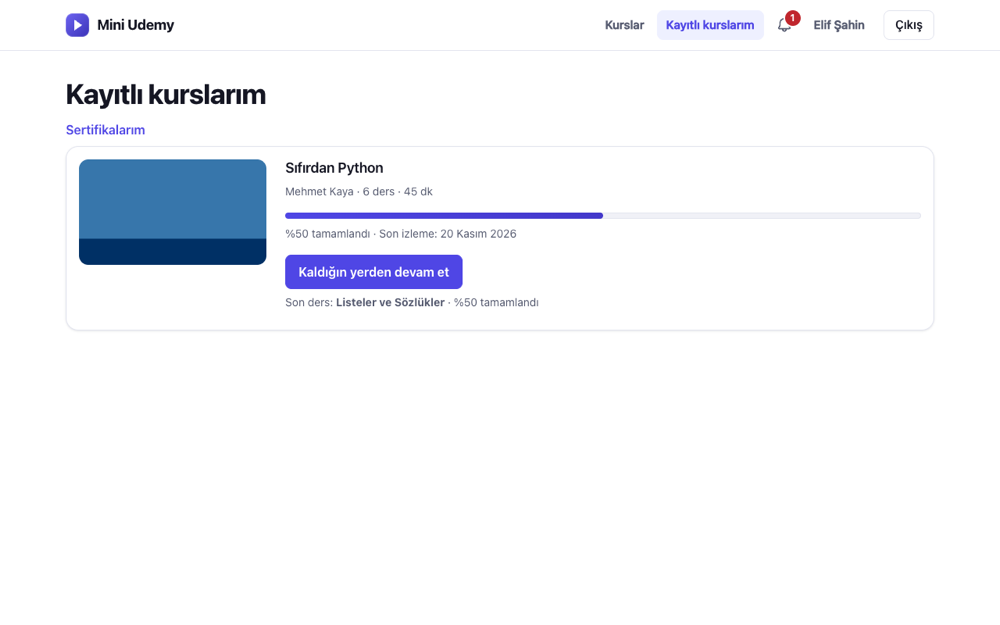 Mini Udemy
Kurslar
Kayıtlı kurslarım
1
Elif Şahin
Çıkış
Kayıtlı kurslarım
Sertifikalarım
Sıfırdan Python
Mehmet Kaya · 6 ders · 45 dk
%50 tamamlandı · Son izleme: 20 Kasım 2026
Kaldığın yerden devam et
Son ders: Listeler ve Sözlükler · %50 tamamlandı